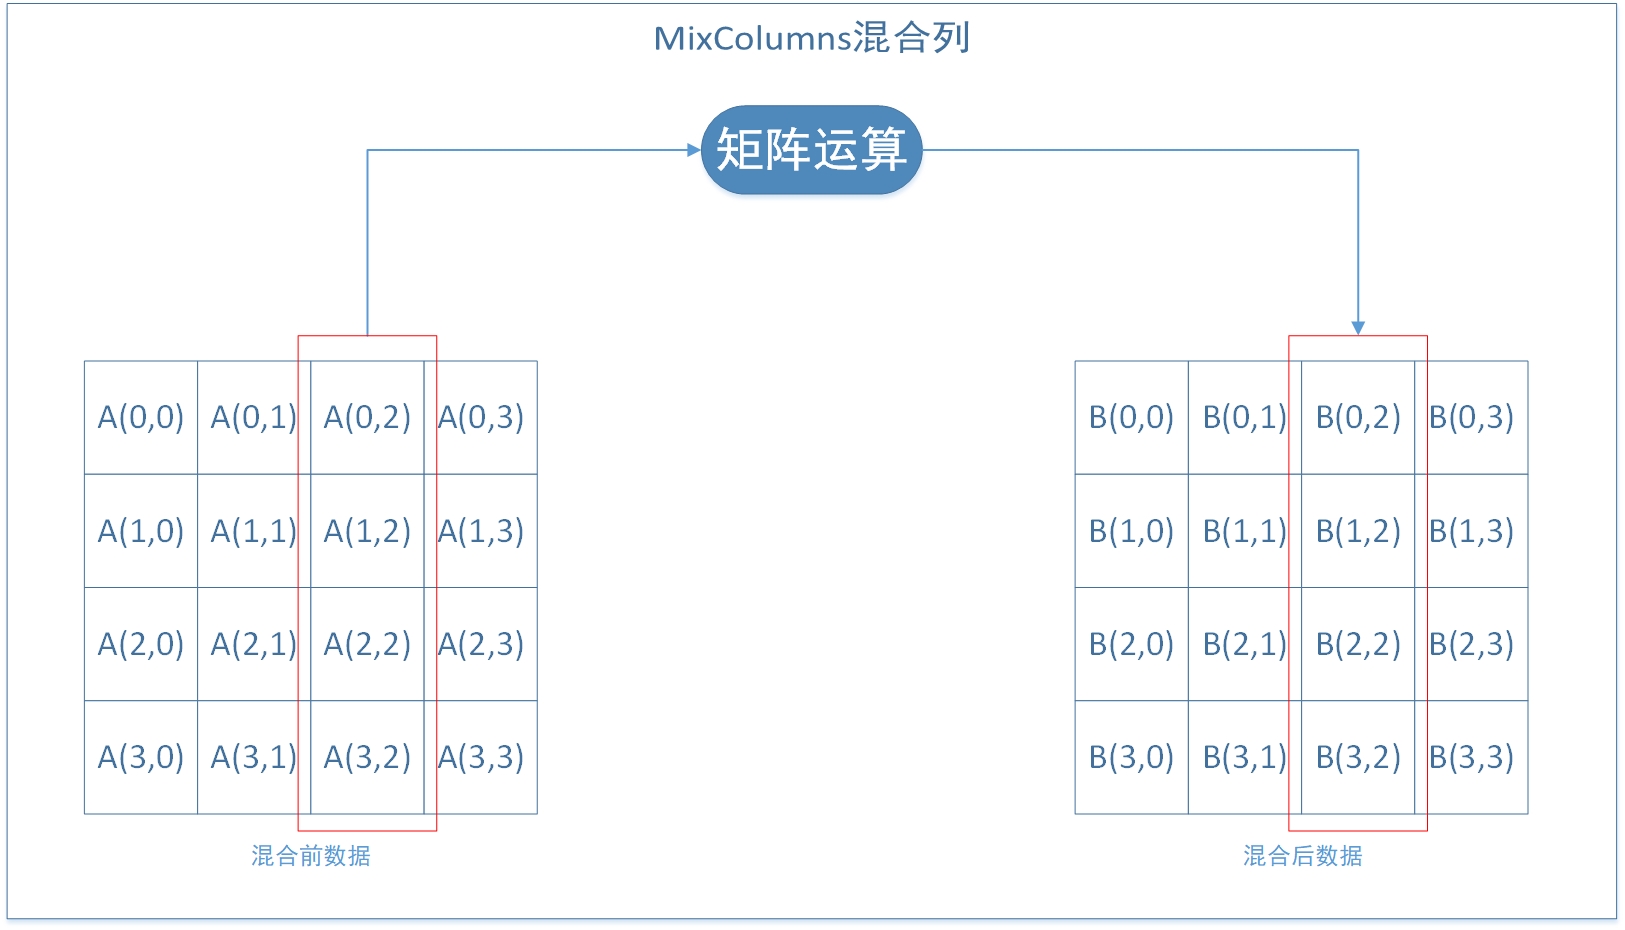 MixColumns混合列
矩阵运算
A(0,0) A(0,1) A(0,2) A(0,3)
A(1,0) A(1,1) A(1,2) A(1,3)
A(2,0) A(2,1) A(2,2) A(2,3)
A(3,0) A(3,1) A(3,2) A(3,3)
混合前数据
B(0,0) B(0,1) B(0,2) B(0,3)
B(1,0) B(1,1) B(1,2) B(1,3)
B(2,0) B(2,1) B(2,2) B(2,3)
B(3,0) B(3,1) B(3,2) B(3,3)
混合后数据